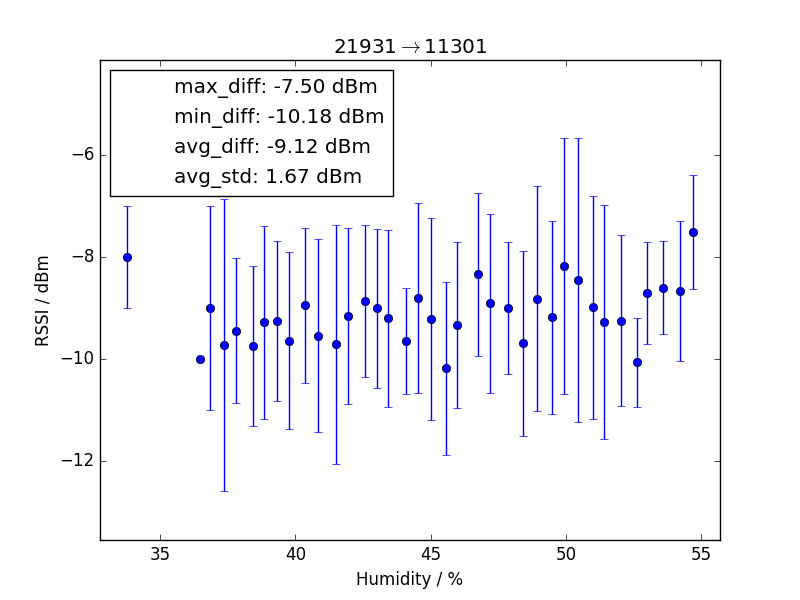 21931→11301
max_diff: -7.50 dBm
min_diff: -10.18 dBm
avg_diff: -9.12 dBm
avg_std: 1.67 dBm
−6
−8
−10
−12
RSSI / dBm
35 40 45 50 55
Humidity / %